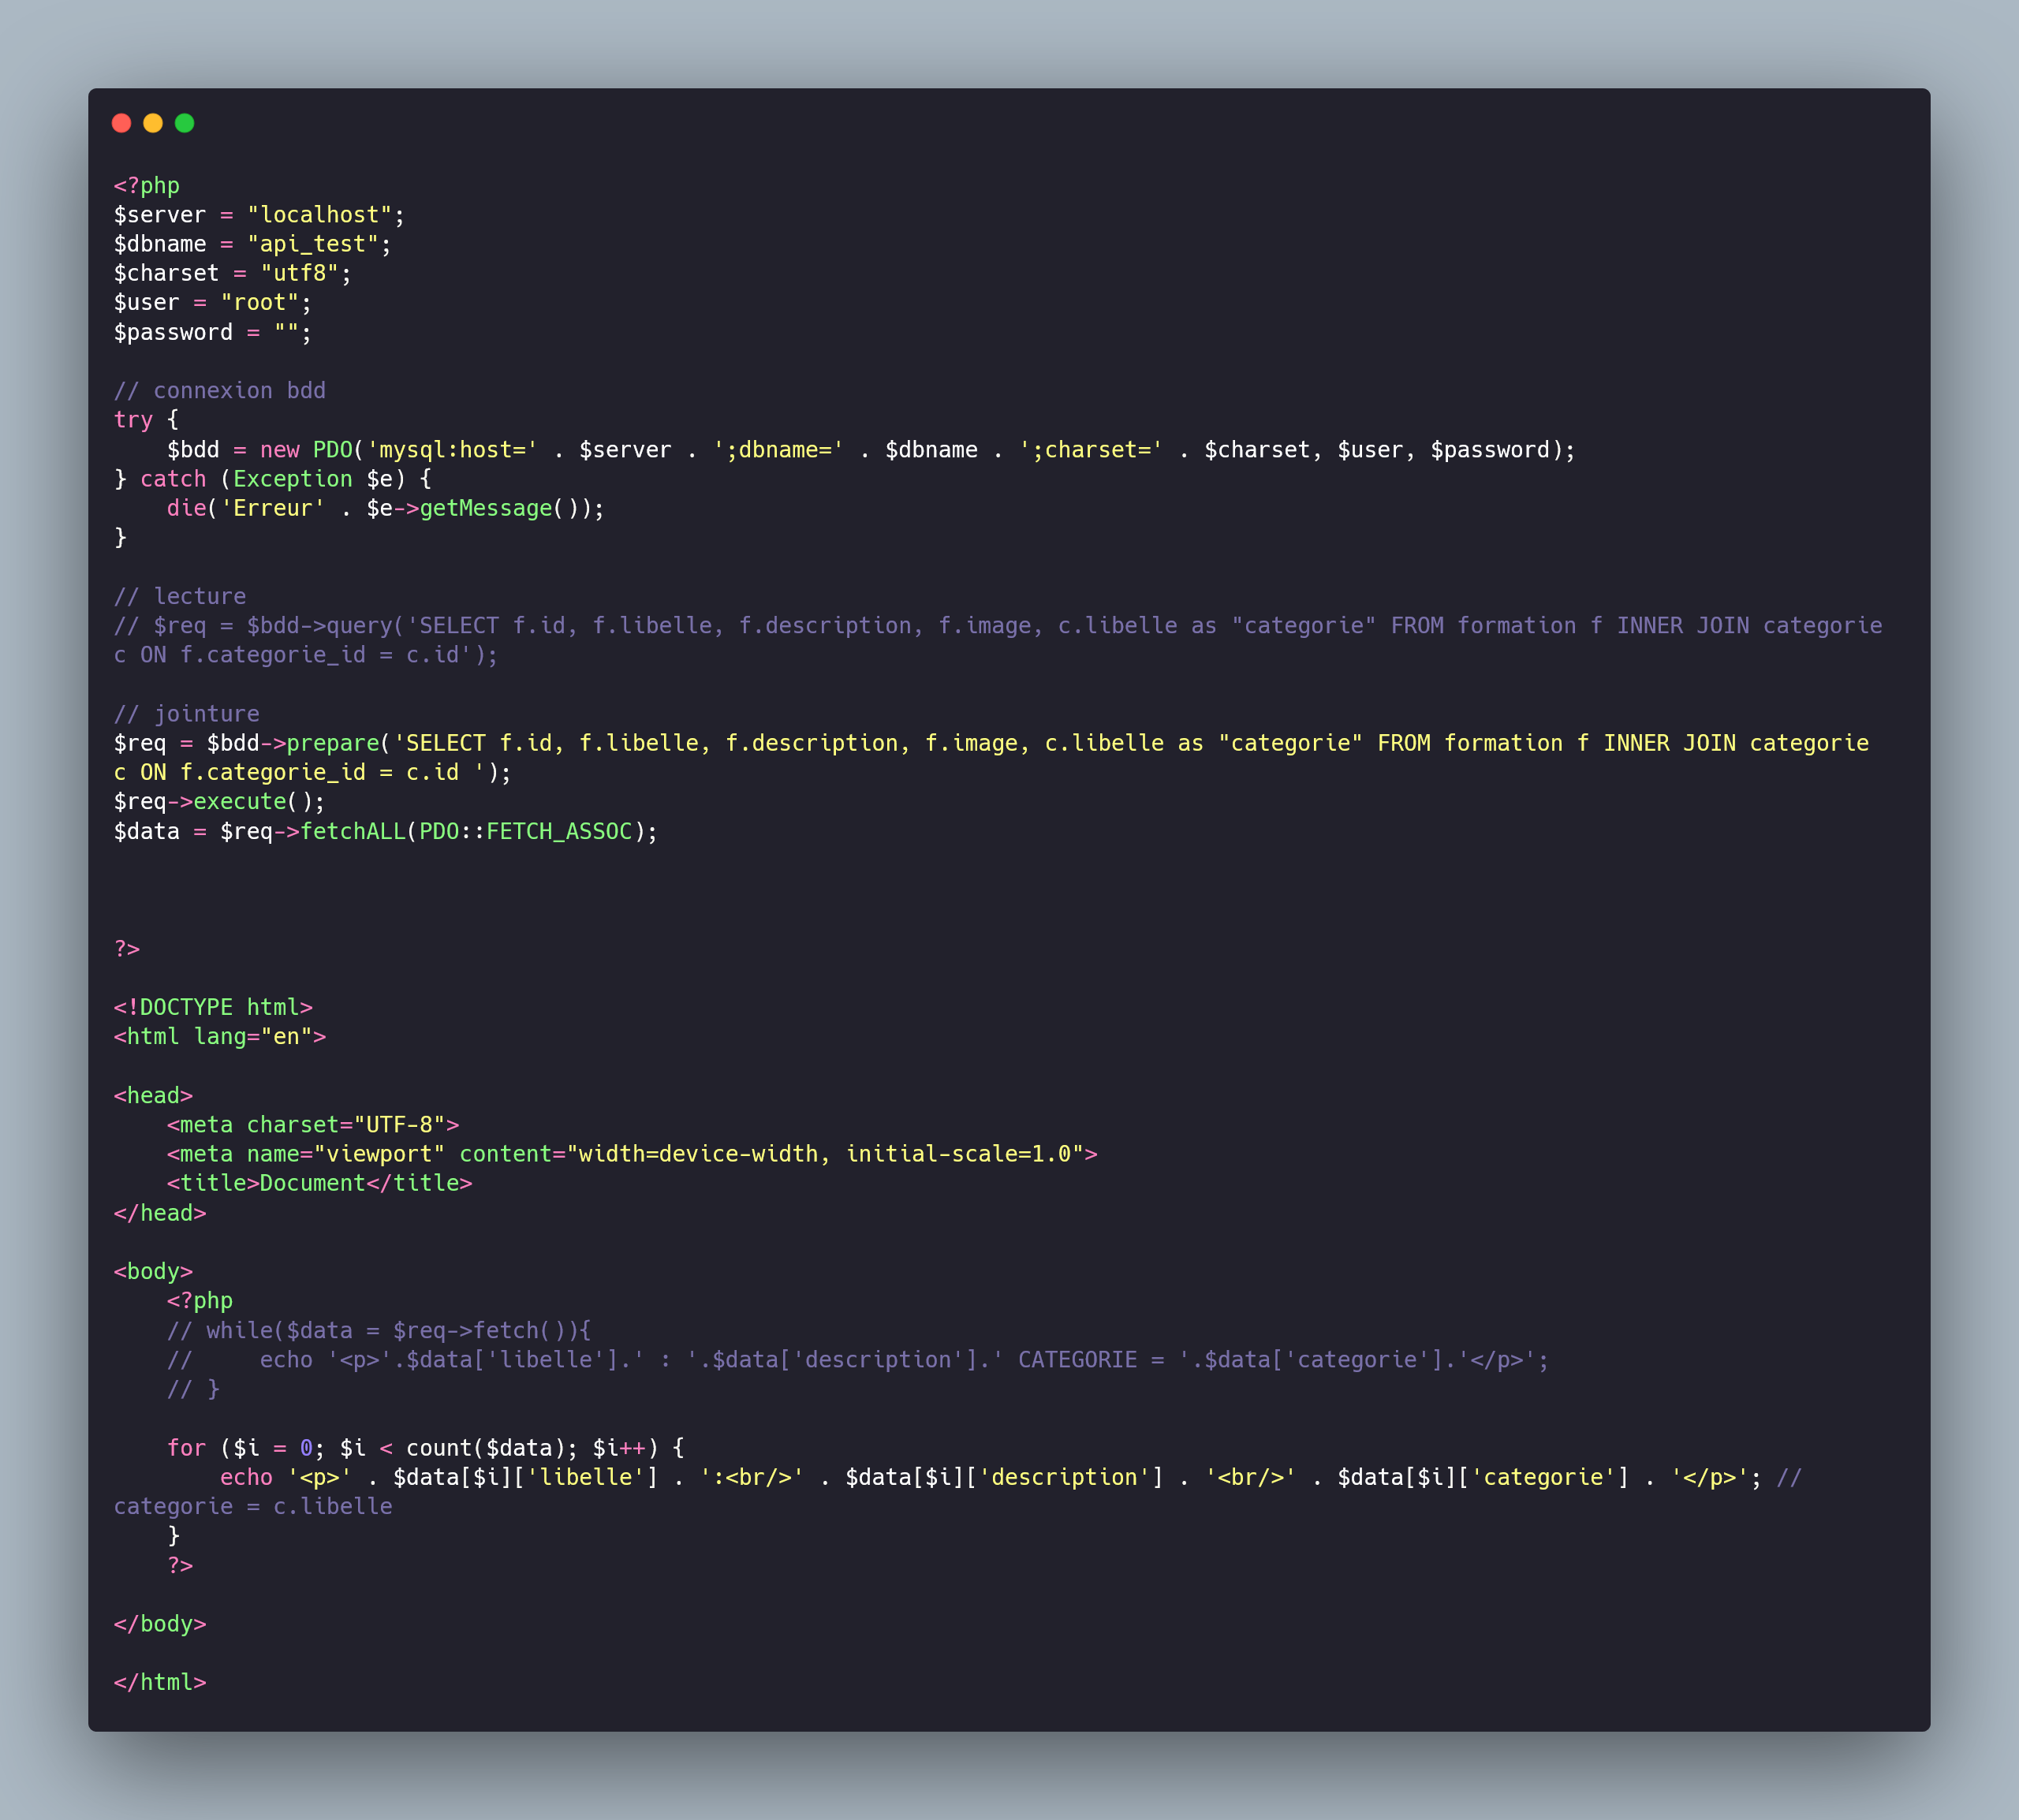 <?php
$server = "localhost";
$dbname = "api_test";
$charset = "utf8";
$user = "root";
$password = "";
// connexion bdd
try {
    $bdd = new PDO('mysql:host=' . $server . ';dbname=' . $dbname . ';charset=' . $charset, $user, $password);
} catch (Exception $e) {
    die('Erreur' . $e->getMessage());
}
// lecture
// $req = $bdd->query('SELECT f.id, f.libelle, f.description, f.image, c.libelle as "categorie" FROM formation f INNER JOIN categorie
c ON f.categorie_id = c.id');
// jointure
$req = $bdd->prepare('SELECT f.id, f.libelle, f.description, f.image, c.libelle as "categorie" FROM formation f INNER JOIN categorie
c ON f.categorie_id = c.id ');
$req->execute();
$data = $req->fetchALL(PDO::FETCH_ASSOC);
?>
<!DOCTYPE html>
<html lang="en">
<head>
    <meta charset="UTF-8">
    <meta name="viewport" content="width=device-width, initial-scale=1.0">
    <title>Document</title>
</head>
<body>
    <?php
    // while($data = $req->fetch()){
    //     echo '<p>'.$data['libelle'].' : '.$data['description'].' CATEGORIE = '.$data['categorie'].'</p>';
    // }
    for ($i = 0; $i < count($data); $i++) {
        echo '<p>' . $data[$i]['libelle'] . ':<br/>' . $data[$i]['description'] . '<br/>' . $data[$i]['categorie'] . '</p>'; //
categorie = c.libelle
    }
    ?>
</body>
</html>